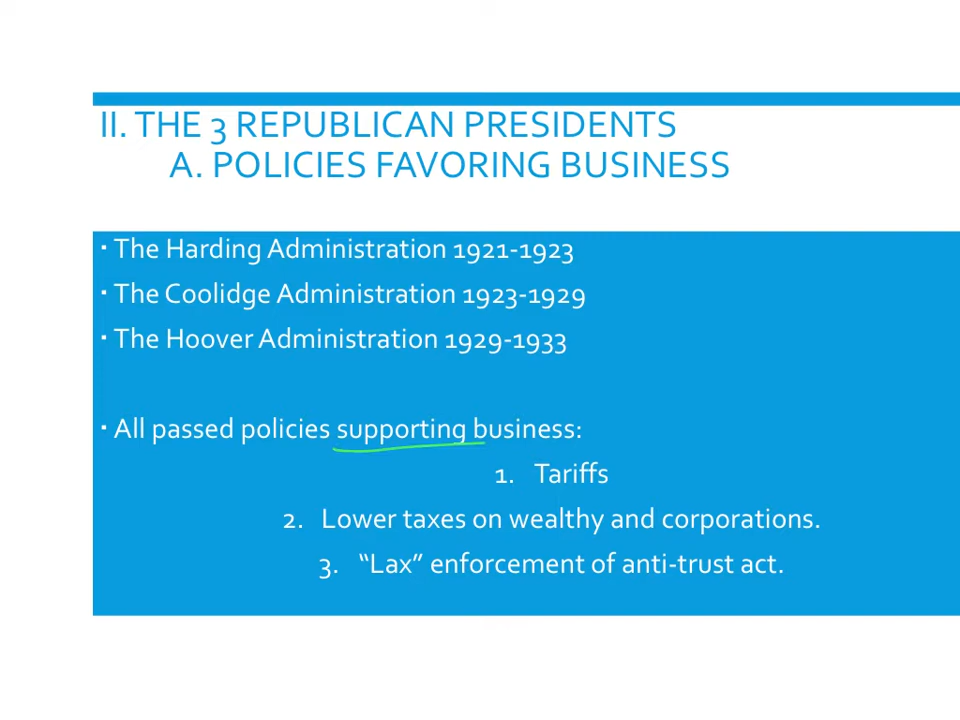 II. THE 3 REPUBLICAN PRESIDENTS
A. POLICIES FAVORING BUSINESS
▪ The Harding Administration 1921-1923
▪ The Coolidge Administration 1923-1929
▪ The Hoover Administration 1929-1933
▪ All passed policies supporting business:
1. Tariffs
2. Lower taxes on wealthy and corporations.
3. “Lax” enforcement of anti-trust act.